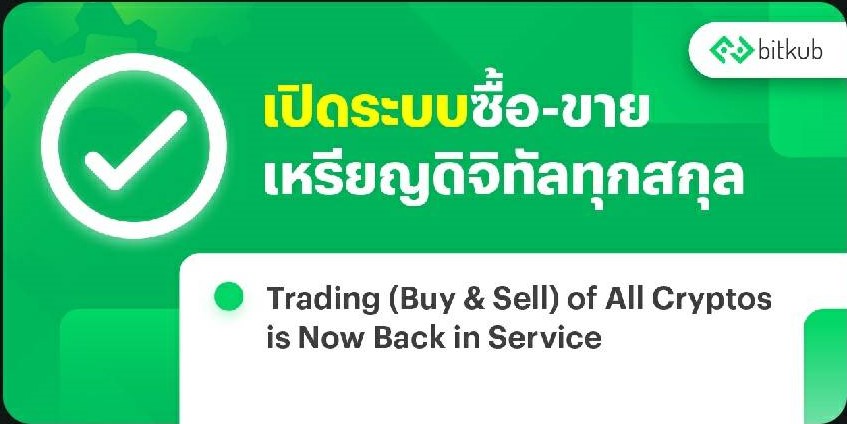 bitkub
เปิดระบบซื้อ-ขาย
เหรียญดิจิทัลทุกสกุล
Trading (Buy & Sell) of All Cryptos
is Now Back in Service